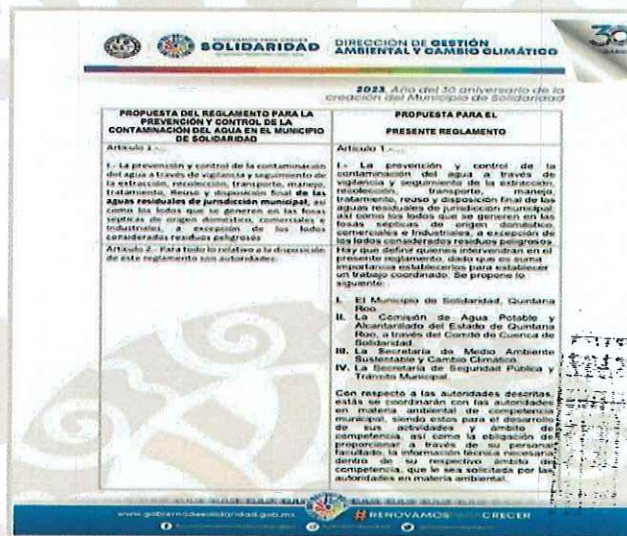 RENOVAMOS PARA CRECER
SOLIDARIDAD
DIRECCIÓN DE GESTIÓN
AMBIENTAL Y CAMBIO CLIMÁTICO
30
2023, Año del 30 aniversario de la
creación del Municipio de Solidaridad
PROPUESTA DEL REGLAMENTO PARA LA
PREVENCIÓN Y CONTROL DE LA
CONTAMINACIÓN DEL AGUA EN EL MUNICIPIO
DE SOLIDARIDAD
Artículo 1.-...
I.- La prevención y control de la contaminación
del agua a través de vigilancia y seguimiento de
la extracción, recolección, transporte, manejo,
tratamiento, Reuso y disposición final de las
aguas residuales de jurisdicción municipal, así
como los lodos que se generen en las fosas
sépticas de origen doméstico, comerciales e
Industriales, a excepción de los lodos
considerados residuos peligrosos
Artículo 2.- Para todo lo relativo a la disposición
de este reglamento son autoridades:
PROPUESTA PARA EL
PRESENTE REGLAMENTO
Artículo 1.-...
I.- La prevención y control de la
contaminación del agua a través de
vigilancia y seguimiento de la extracción,
recolección, transporte, manejo,
tratamiento, reuso y disposición final de las
aguas residuales de jurisdicción municipal,
así como los lodos que se generen en las
fosas sépticas de origen doméstico,
comerciales e Industriales, a excepción de
los lodos considerados residuos peligrosos.
Hay que definir quienes intervendrán en el
presente reglamento, dado que es suma
importancia establecerlos para establecer
un trabajo coordinado. Se propone lo
siguiente:
I. El Municipio de Solidaridad, Quintana
Roo.
II. La Comisión de Agua Potable y
Alcantarillado del Estado de Quintana
Roo, a través del Comité de Cuenca de
Solidaridad.
III. La Secretaría de Medio Ambiente
Sustentable y Cambio Climático.
IV. La Secretaría de Seguridad Pública y
Tránsito Municipal.
Con respecto a las autoridades descritas,
estás se coordinarán con las autoridades
en materia ambiental de competencia
municipal, siendo estos para el desarrollo
de sus actividades y ámbito de
competencia, así como la obligación de
proporcionar a través de su personal
facultado, la información técnica necesaria
dentro de su respectivo ámbito de
competencia, que le sea solicitada por las
autoridades en materia ambiental.
www.gobiernodesolidaridad.gob.mx
#RENOVAMOSPARACRECER